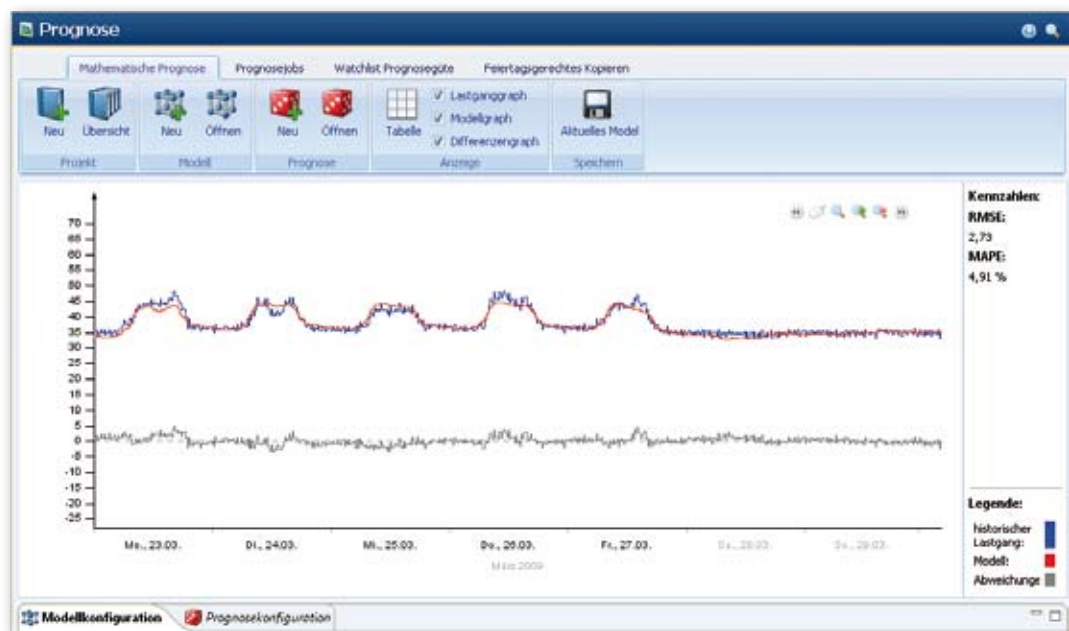 Prognose
Mathematische Prognose Prognosejobs Watchlist Prognosegüte Feiertagsgerechtes Kopieren
Neu Übersicht Neu Öffnen Neu Öffnen Tabelle Aktuelles Model
Lastganggraph
Modellgraph
Differenzengraph
Projekt Modell Prognose Anzeige Speichern
Kennzahlen:
RMSE:
2,73
MAPE:
4,91 %
70
65
60
55
50
45
40
35
30
25
20
15
10
5
0
-5
-10
-15
-20
-25
Mo., 23.03. Di., 24.03. Mi., 25.03. Do., 26.03. Fr., 27.03. Sa., 28.03. So., 29.03.
März 2009
Legende:
historischer
Lastgang:
Modell:
Abweichunge
Modellkonfiguration Prognosekonfiguration